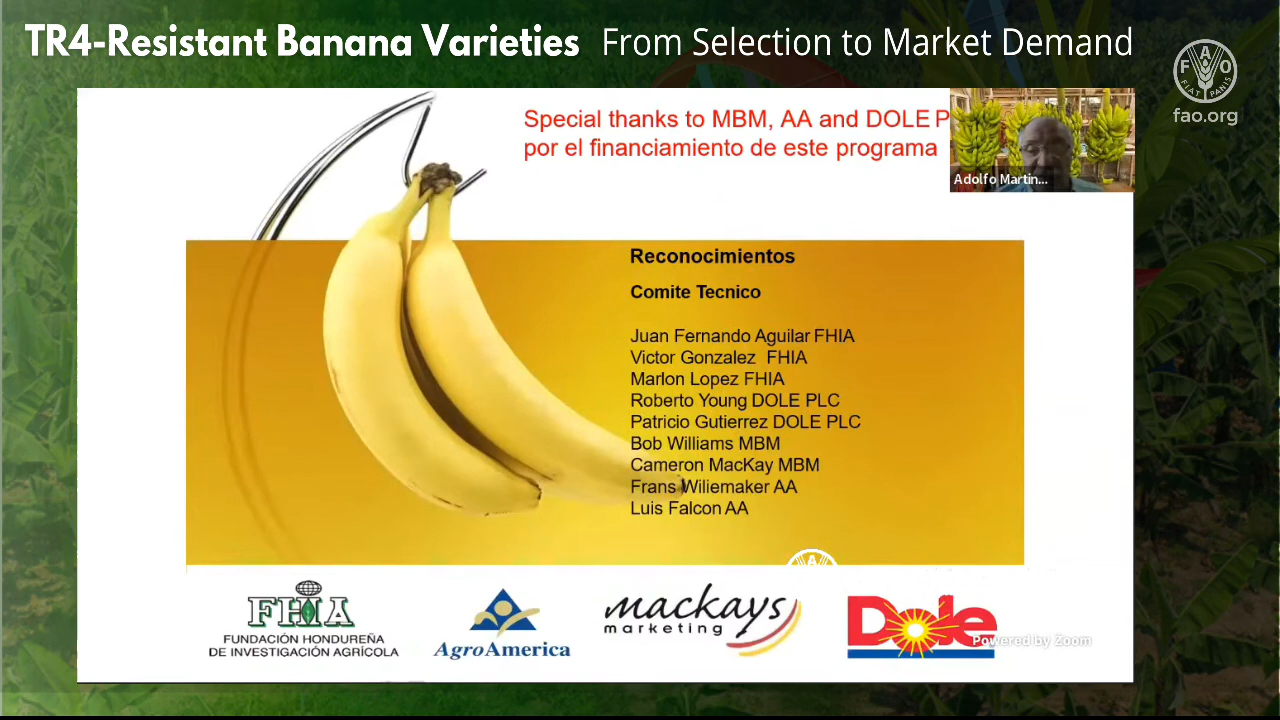 TR4-Resistant Banana Varieties From Selection to Market Demand
F A O
FIAT PANIS
fao.org
Special thanks to MBM, AA and DOLE P
por el financiamiento de este programa
Adolfo Martin...
Reconocimientos
Comite Tecnico
Juan Fernando Aguilar FHIA
Victor Gonzalez FHIA
Marlon Lopez FHIA
Roberto Young DOLE PLC
Patricio Gutierrez DOLE PLC
Bob Williams MBM
Cameron MacKay MBM
Frans Wiliemaker AA
Luis Falcon AA
A
FHIA
FUNDACIÓN HONDUREÑA
DE INVESTIGACIÓN AGRÍCOLA
AgroAmerica
mackays
marketing
Dole
Powered by Zoom